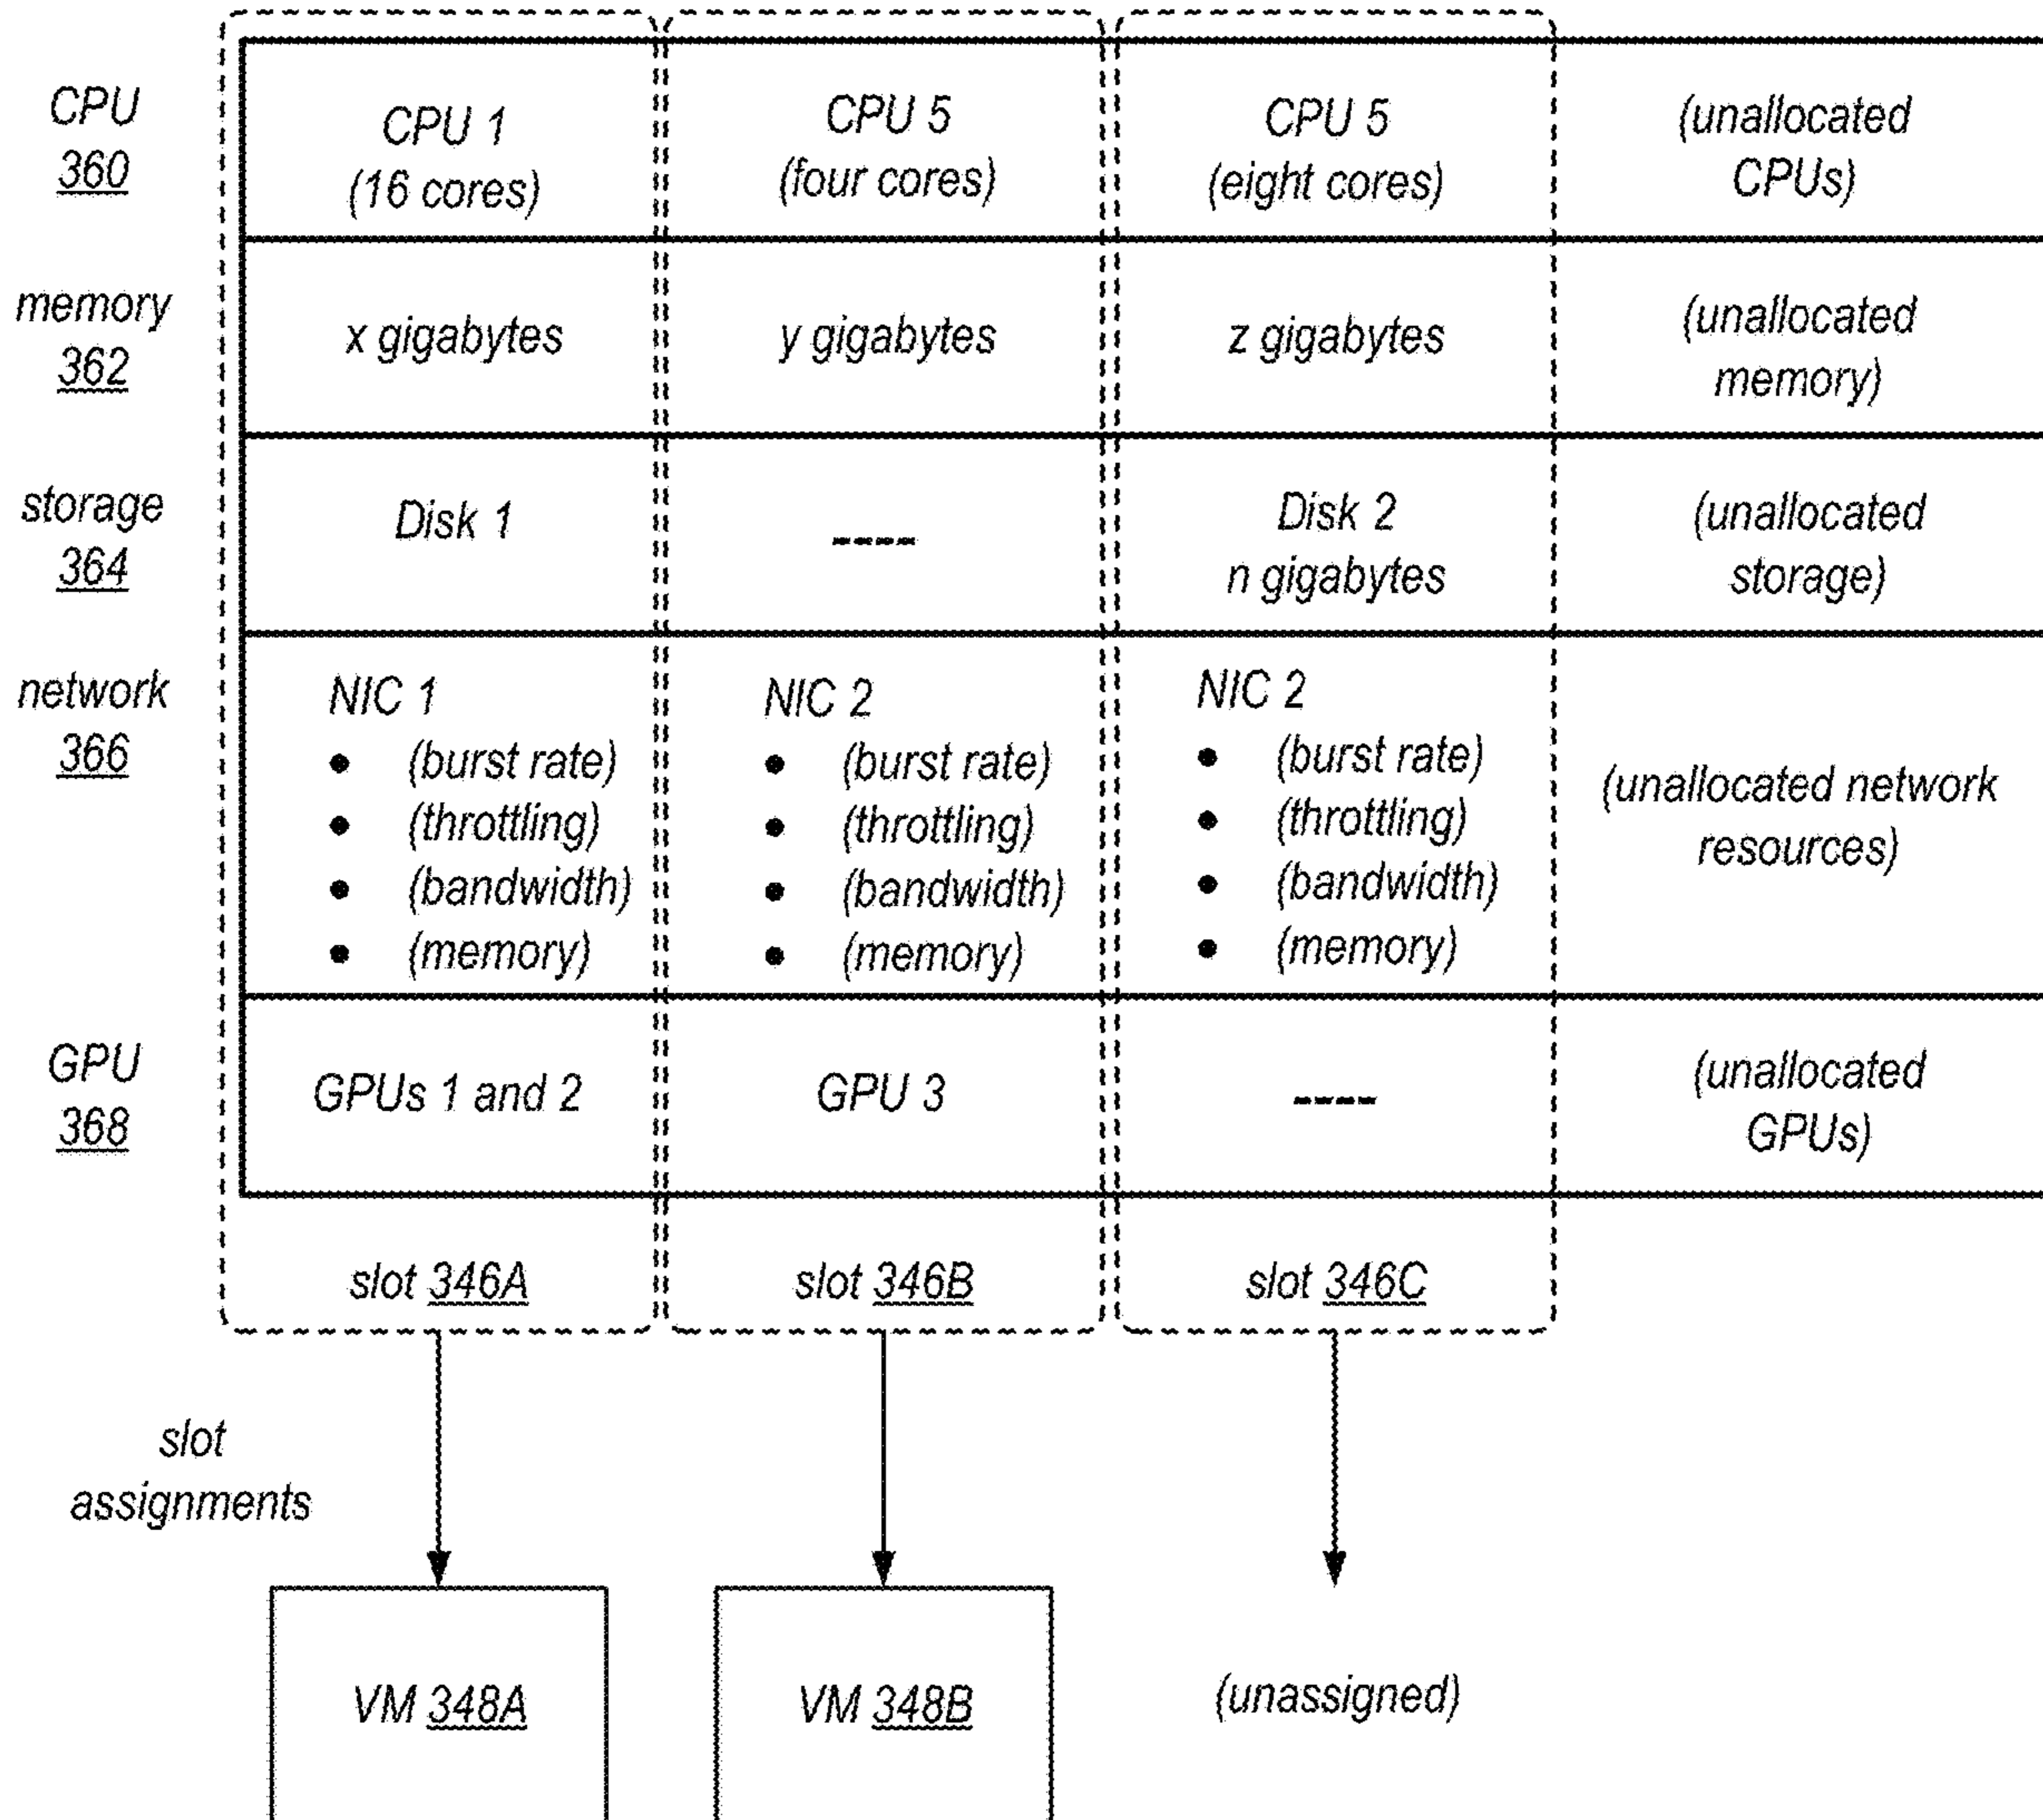 CPU
360
CPU 1
(16 cores)
CPU 5
(four cores)
CPU 5
(eight cores)
(unallocated
CPUs)
memory
362
x gigabytes
y gigabytes
z gigabytes
(unallocated
memory)
storage
364
Disk 1
----
Disk 2
n gigabytes
(unallocated
storage)
network
366
NIC 1
• (burst rate)
• (throttling)
• (bandwidth)
• (memory)
NIC 2
• (burst rate)
• (throttling)
• (bandwidth)
• (memory)
NIC 2
• (burst rate)
• (throttling)
• (bandwidth)
• (memory)
(unallocated network
resources)
GPU
368
GPUs 1 and 2
GPU 3
----
(unallocated
GPUs)
slot 346A
slot 346B
slot 346C
slot
assignments
VM 348A
VM 348B
(unassigned)